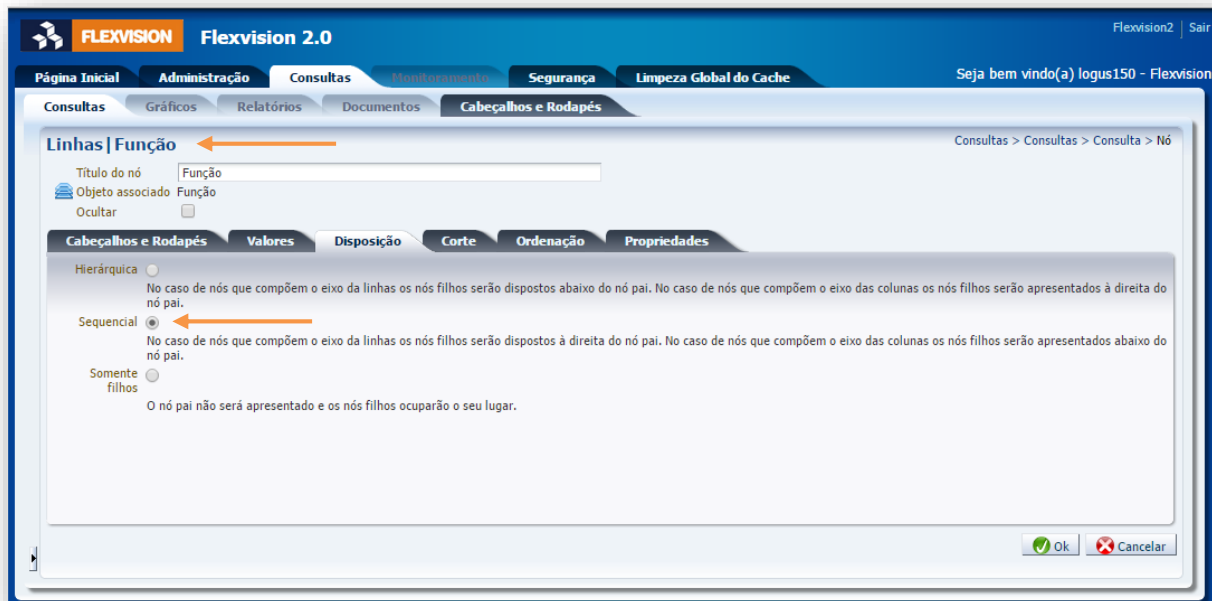 FLEXVISION Flexvision 2.0
Flexvision2 Sair
Página Inicial Administração Consultas Monitoramento Segurança Limpeza Global do Cache
Seja bem vindo(a) logus150 - Flexvision
Consultas Gráficos Relatórios Documentos Cabeçalhos e Rodapés
Linhas|Função
Consultas > Consultas > Consulta > Nó
Título do nó Função
Objeto associado Função
Ocultar
Cabeçalhos e Rodapés Valores Disposição Corte Ordenação Propriedades
Hierárquica
No caso de nós que compõem o eixo da linhas os nós filhos serão dispostos abaixo do nó pai. No caso de nós que compõem o eixo das colunas os nós filhos serão apresentados à direita do
nó pai.
Sequencial
No caso de nós que compõem o eixo da linhas os nós filhos serão dispostos à direita do nó pai. No caso de nós que compõem o eixo das colunas os nós filhos serão apresentados abaixo do
nó pai.
Somente
filhos
O nó pai não será apresentado e os nós filhos ocuparão o seu lugar.
Ok Cancelar